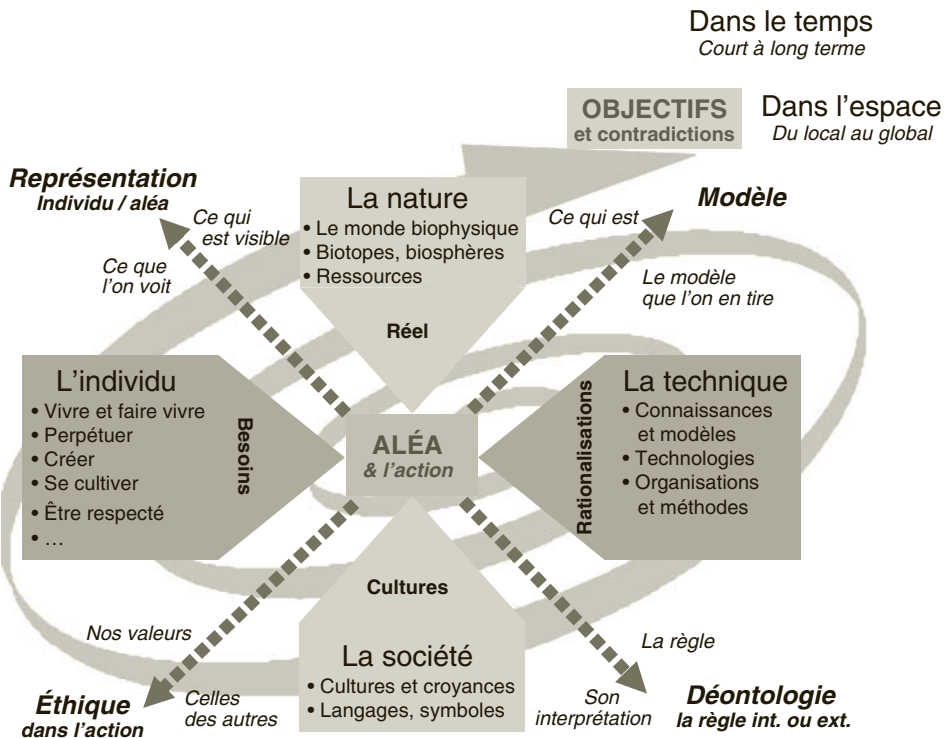 Dans le temps
Court à long terme
OBJECTIFS
et contradictions
Dans l'espace
Du local au global
Représentation
Individu / aléa
Ce qui
est visible
Ce que
l'on voit
La nature
• Le monde biophysique
• Biotopes, biosphères
• Ressources
Réel
Ce qui est
Modèle
Le modèle
que l'on en tire
L'individu
• Vivre et faire vivre
• Perpétuer
• Créer
• Se cultiver
• Être respecté
• …
Besoins
ALÉA
& l'action
Rationalisations
La technique
• Connaissances
et modèles
• Technologies
• Organisations
et méthodes
Cultures
La société
• Cultures et croyances
• Langages, symboles
Nos valeurs
Celles
des autres
Éthique
dans l'action
La règle
Son
interprétation
Déontologie
la règle int. ou ext.